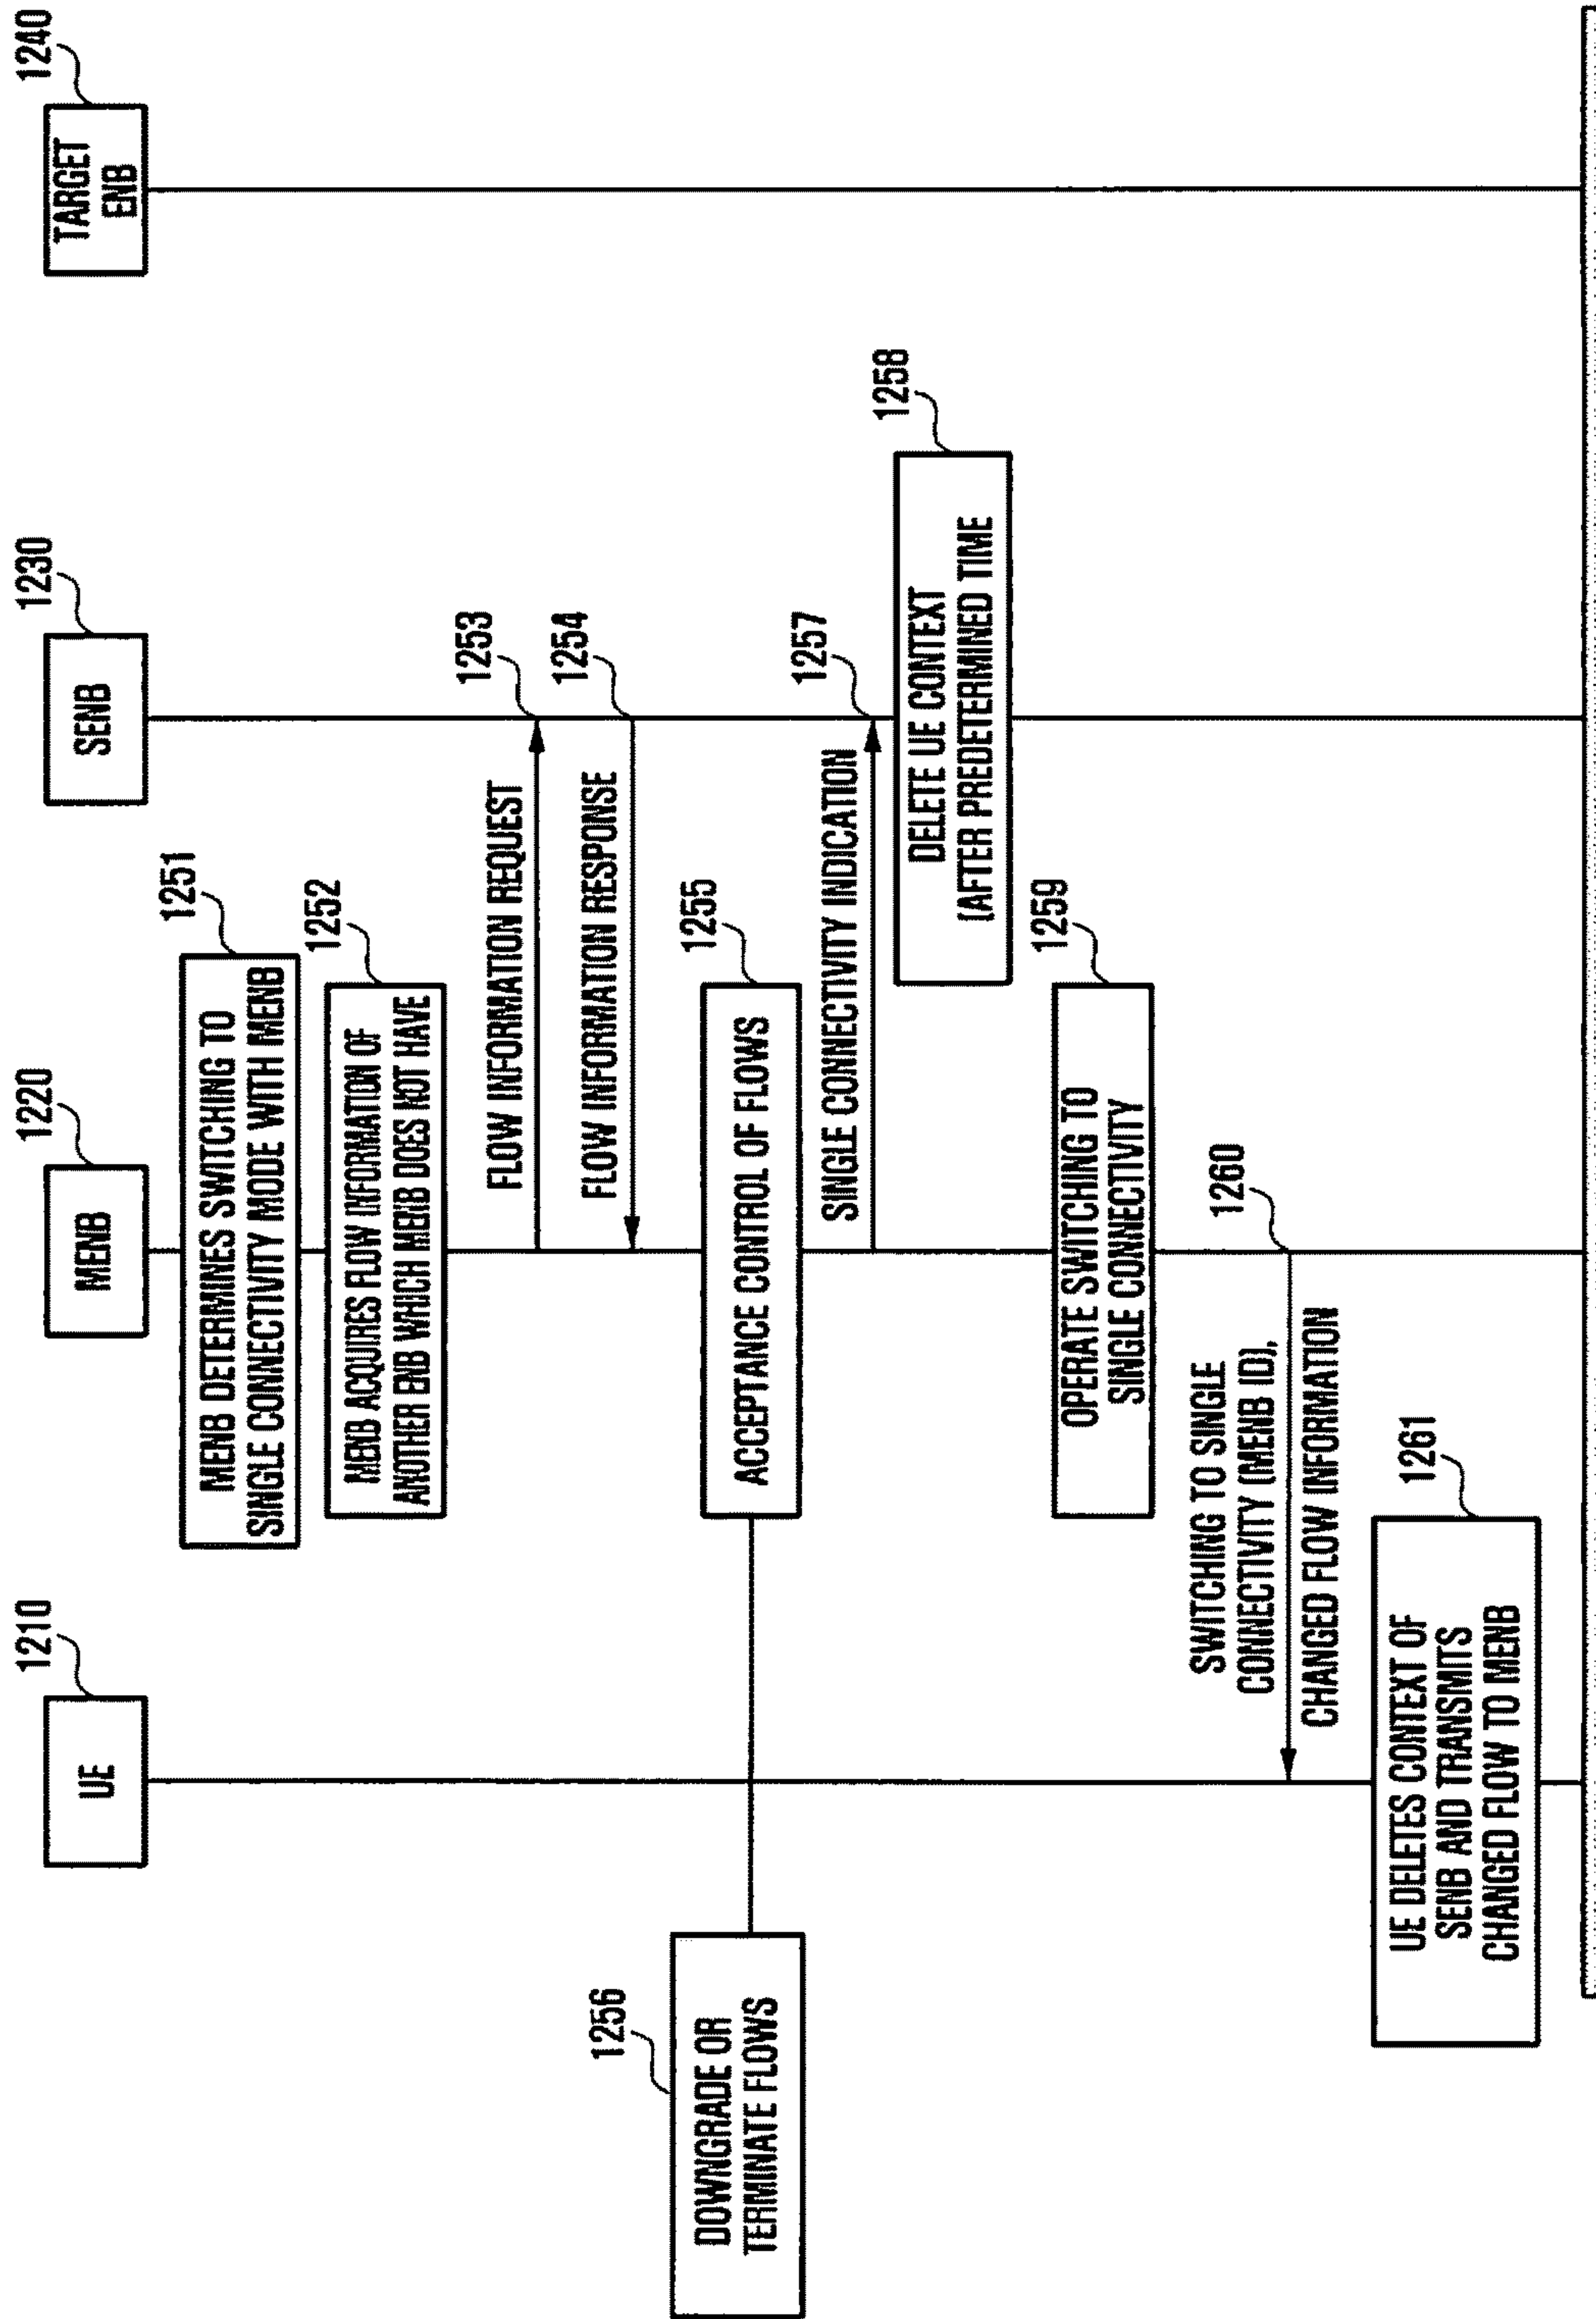 1210
UE
1220
MENB
1230
SENB
1240
TARGET
ENB
1251
MENB DETERMINES SWITCHING TO
SINGLE CONNECTIVITY MODE WITH MENB
1252
MENB ACQUIRES FLOW INFORMATION OF
ANOTHER ENB WHICH MENB DOES NOT HAVE
FLOW INFORMATION REQUEST
1253
FLOW INFORMATION RESPONSE
1254
1256
DOWNGRADE OR
TERMINATE FLOWS
1255
ACCEPTANCE CONTROL OF FLOWS
SINGLE CONNECTIVITY INDICATION
1257
1258
DELETE UE CONTEXT
(AFTER PREDETERMINED TIME
1259
OPERATE SWITCHING TO
SINGLE CONNECTIVITY
SWITCHING TO SINGLE
CONNECTIVITY (MENB ID),
CHANGED FLOW INFORMATION
1260
1261
UE DELETES CONTEXT OF
SENB AND TRANSMITS
CHANGED FLOW TO MENB